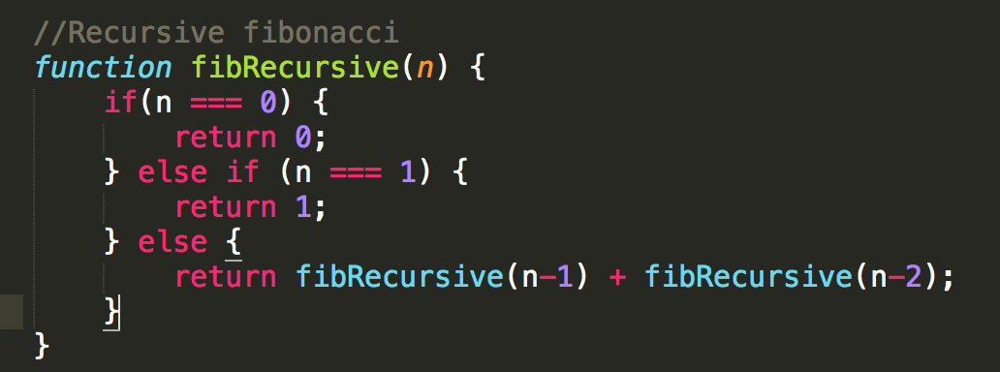 //Recursive fibonacci
function fibRecursive(n) {
    if(n === 0) {
        return 0;
    } else if (n === 1) {
        return 1;
    } else {
        return fibRecursive(n-1) + fibRecursive(n-2);
    }
}